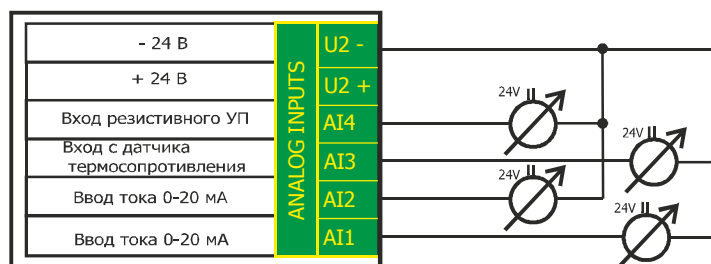 - 24 В
U2 -
+ 24 В
U2 +
24V
Вход резистивного УП
AI4
24V
Вход с датчика
термосопротивления
AI3
24V
Ввод тока 0-20 мА
AI2
24V
Ввод тока 0-20 мА
AI1
ANALOG INPUTS